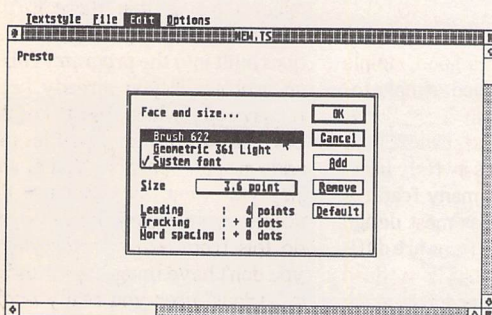 Textstyle File Edit Options
NEW.TS
Presto
Face and size...
OK
Brush 622
Cancel
Geometric 361 Light
✓ System font
Add
Size 3.6 point
Remove
Leading : 4 points
Default
Tracking : + 0 dots
Word spacing : + 0 dots